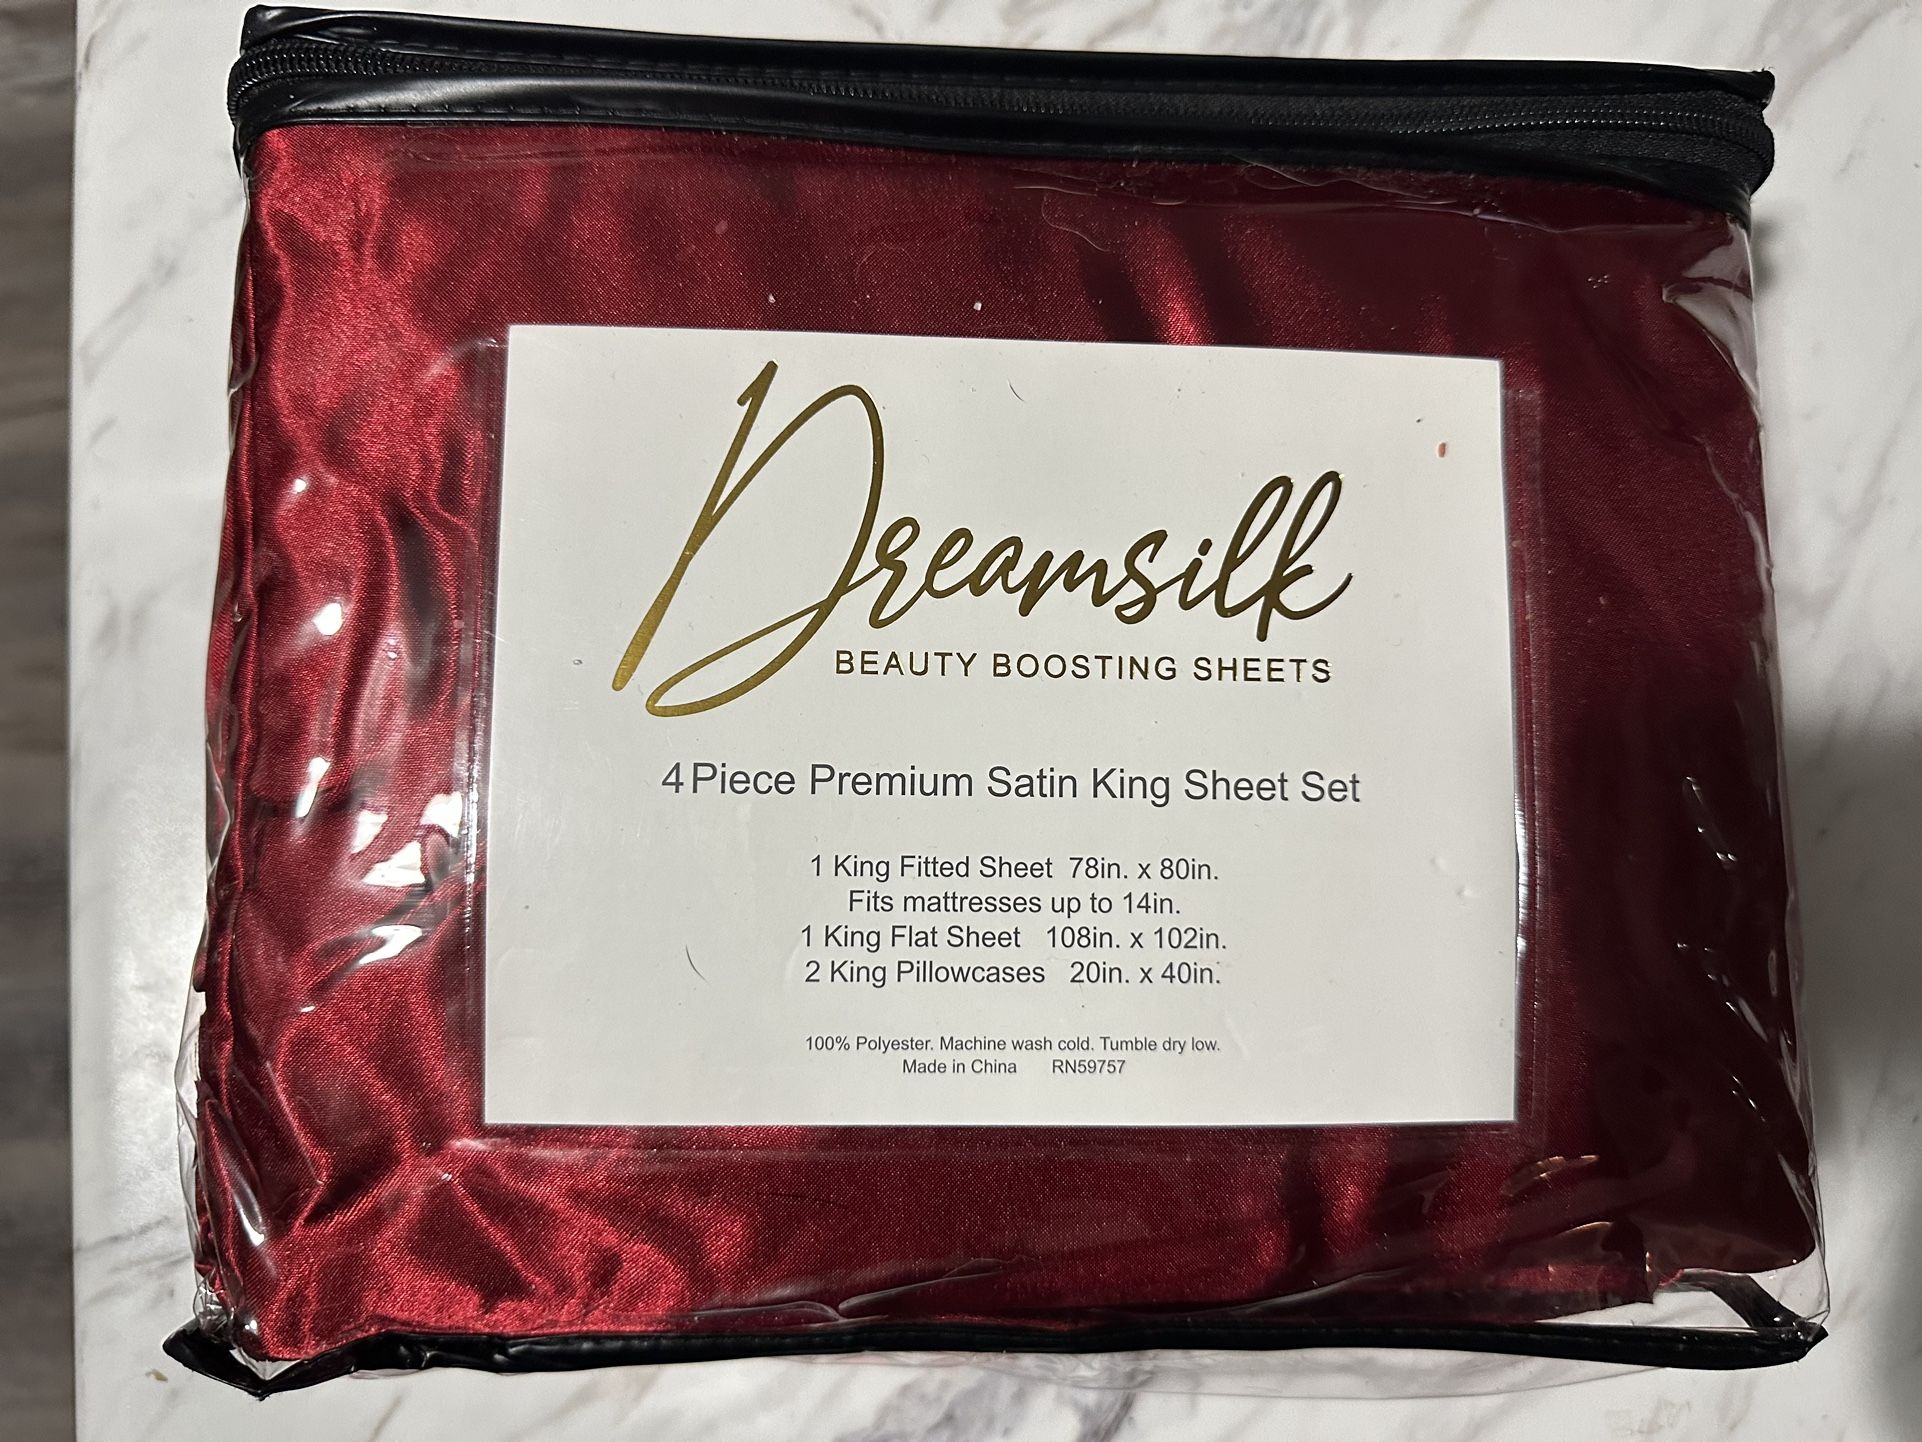 Dreamsilk
BEAUTY BOOSTING SHEETS
4 Piece Premium Satin King Sheet Set
1 King Fitted Sheet 78in. x 80in.
Fits mattresses up to 14in.
1 King Flat Sheet 108in. x 102in.
2 King Pillowcases 20in. x 40in.
100% Polyester. Machine wash cold. Tumble dry low.
Made in China RN59757